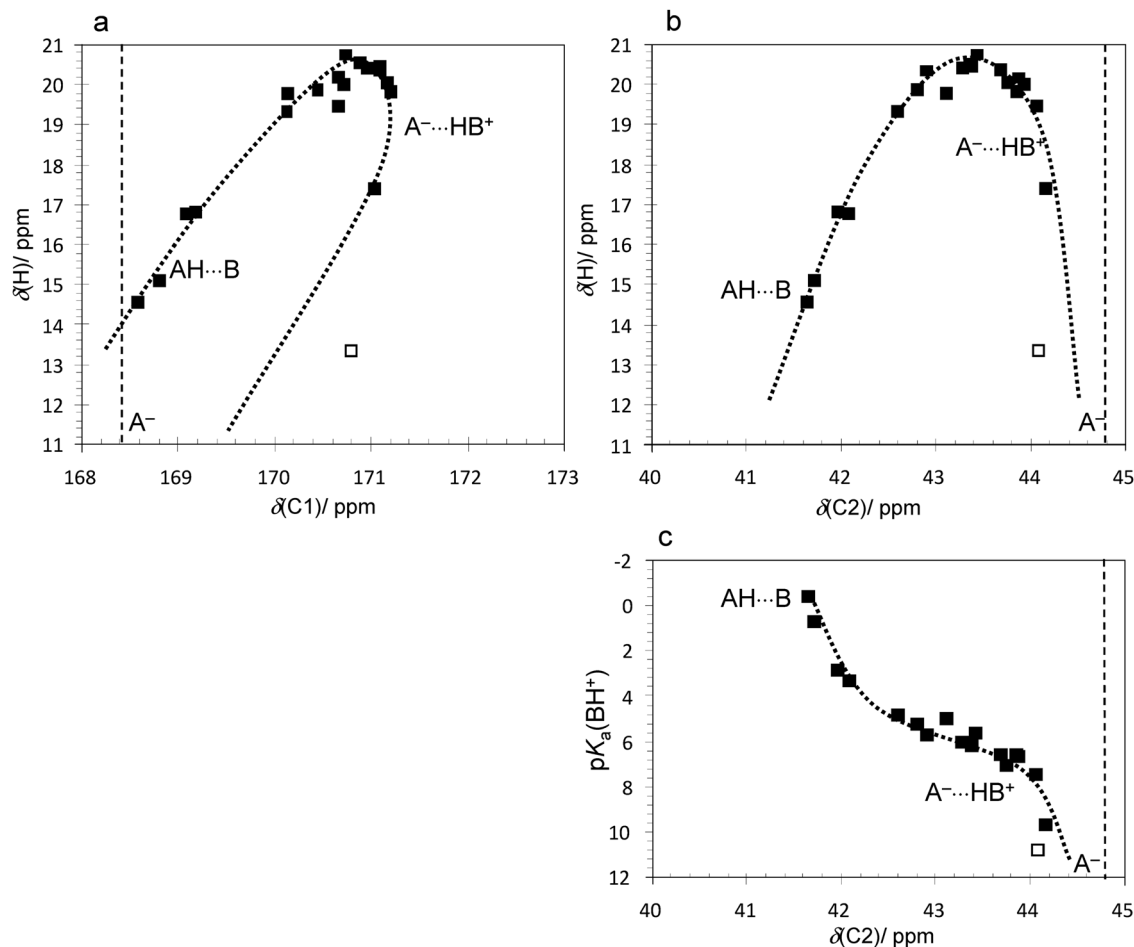 a
21
20
19
18
17
16
15
14
13
12
11
δ(H)/ ppm
A⁻···HB⁺
AH···B
A⁻
168
169
170
171
172
173
δ(C1)/ ppm
b
21
20
19
18
17
16
15
14
13
12
11
δ(H)/ ppm
A⁻···HB⁺
AH···B
A⁻
40
41
42
43
44
45
δ(C2)/ ppm
c
-2
0
2
4
6
8
10
12
pKa(BH⁺)
AH···B
A⁻···HB⁺
A⁻
40
41
42
43
44
45
δ(C2)/ ppm